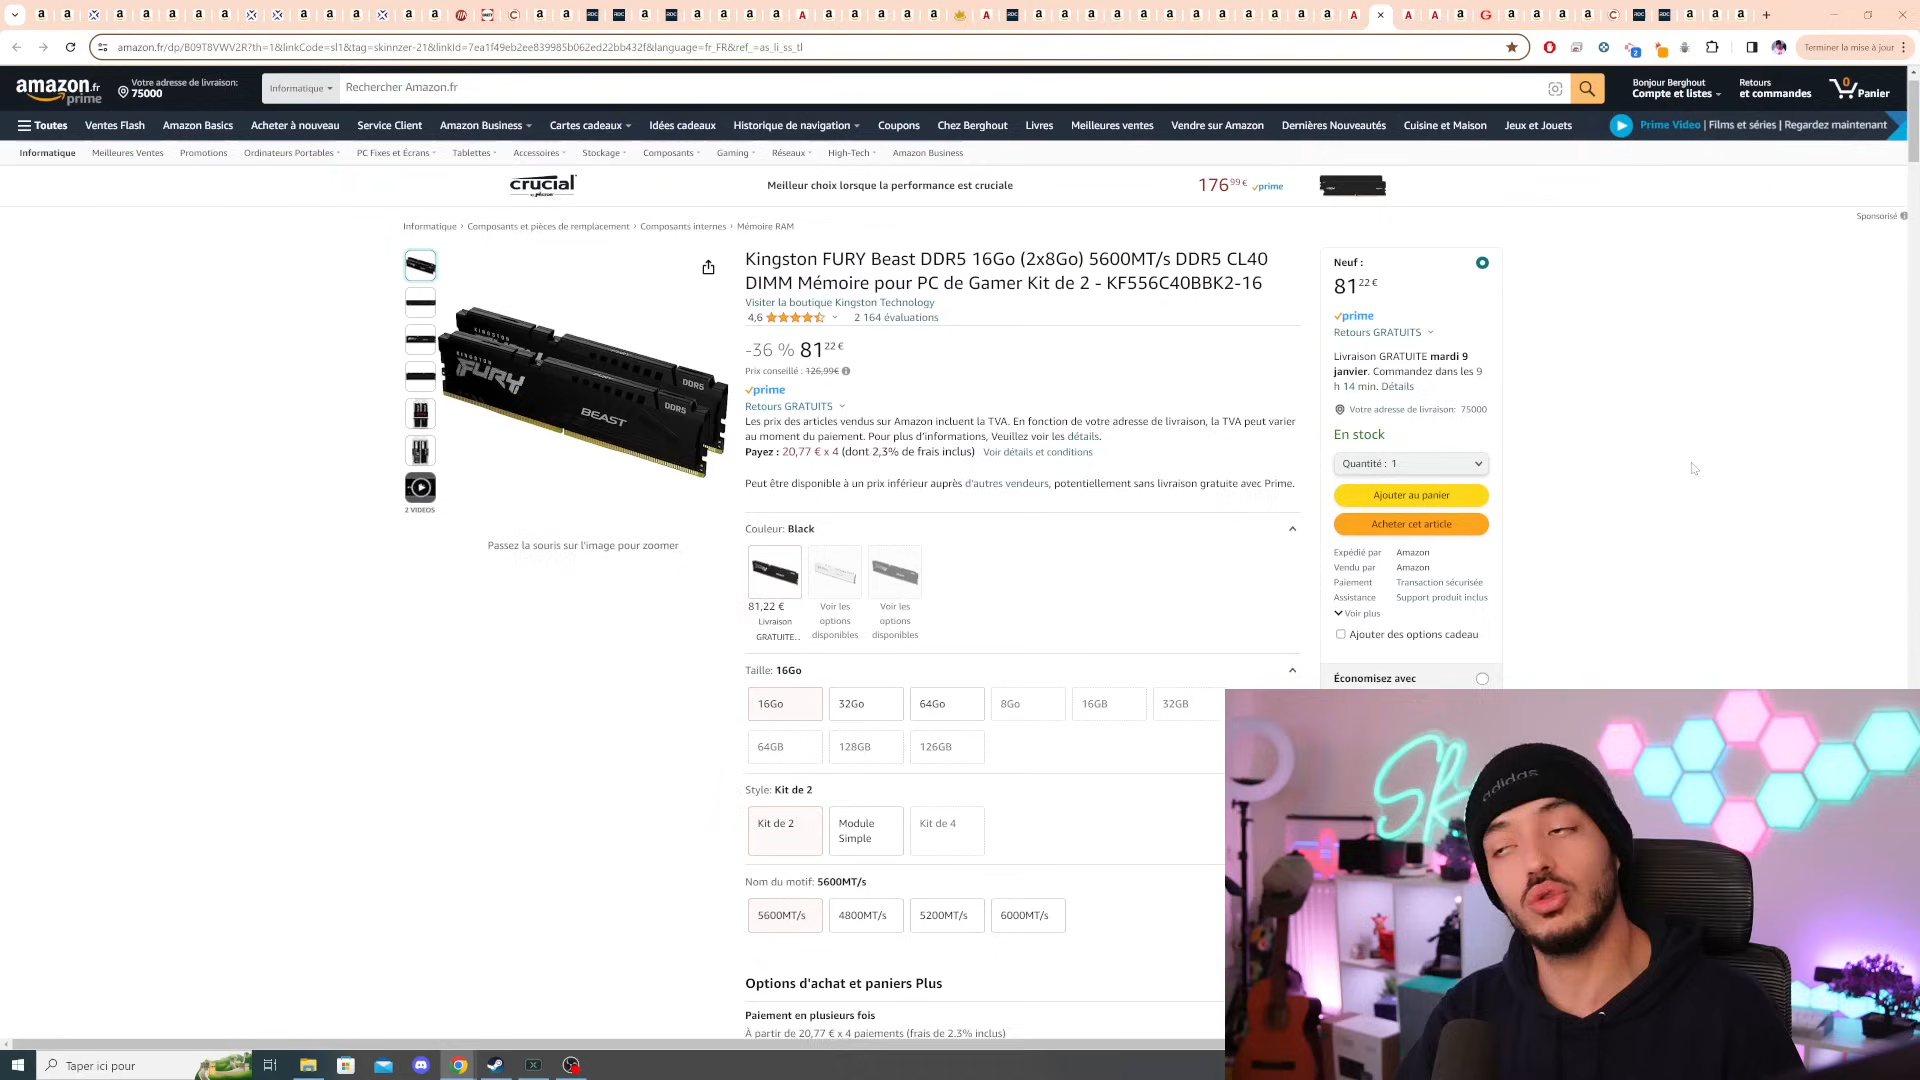 amazon.fr/dp/B09T8VWV2R?th=1&linkCode=sl1&tag=skinnzer-21&linkId=7ea1f49eb2ee839985b062ed22bb432f&language=fr_FR&ref_=as_li_ss_tl
Terminer la mise à jour
amazon.fr
prime
Votre adresse de livraison:
75000
Informatique
Rechercher Amazon.fr
Bonjour Berghout
Compte et listes
Retours
et commandes
0
Panier
Toutes
Ventes Flash
Amazon Basics
Acheter à nouveau
Service Client
Amazon Business
Cartes cadeaux
Idées cadeaux
Historique de navigation
Coupons
Chez Berghout
Livres
Meilleures ventes
Vendre sur Amazon
Dernières Nouveautés
Cuisine et Maison
Jeux et Jouets
Prime Video | Films et séries | Regardez maintenant
Informatique
Meilleures Ventes
Promotions
Ordinateurs Portables
PC Fixes et Écrans
Tablettes
Accessoires
Stockage
Composants
Gaming
Réseaux
High-Tech
Amazon Business
crucial
Meilleur choix lorsque la performance est cruciale
176,99 €
prime
Sponsorisé
Informatique › Composants et pièces de remplacement › Composants internes › Mémoire RAM
2 VIDEOS
KINGSTON
FURY
BEAST
DDR5
DDR5
Passez la souris sur l'image pour zoomer
Kingston FURY Beast DDR5 16Go (2x8Go) 5600MT/s DDR5 CL40
DIMM Mémoire pour PC de Gamer Kit de 2 - KF556C40BBK2-16
Visiter la boutique Kingston Technology
4,6
2 164 évaluations
-36 % 81 22 €
Prix conseillé : 126,99€
prime
Retours GRATUITS
Les prix des articles vendus sur Amazon incluent la TVA. En fonction de votre adresse de livraison, la TVA peut varier
au moment du paiement. Pour plus d'informations, Veuillez voir les détails.
Payez : 20,77 € x 4 (dont 2,3% de frais inclus) Voir détails et conditions
Peut être disponible à un prix inférieur auprès d'autres vendeurs, potentiellement sans livraison gratuite avec Prime.
Couleur: Black
81,22 €
Livraison
GRATUITE..
Voir les
options
disponibles
Voir les
options
disponibles
Taille: 16Go
16Go
32Go
64Go
8Go
16GB
32GB
64GB
128GB
126GB
Style: Kit de 2
Kit de 2
Module
Simple
Kit de 4
Nom du motif: 5600MT/s
5600MT/s
4800MT/s
5200MT/s
6000MT/s
Options d'achat et paniers Plus
Paiement en plusieurs fois
À partir de 20,77 € x 4 paiements (frais de 2.3% inclus)
Neuf :
81 22 €
prime
Retours GRATUITS
Livraison GRATUITE mardi 9
janvier. Commandez dans les 9
h 14 min. Détails
Votre adresse de livraison: 75000
En stock
Quantité : 1
Ajouter au panier
Acheter cet article
Expédié par Amazon
Vendu par Amazon
Paiement Transaction sécurisée
Assistance Support produit inclus
Voir plus
Ajouter des options cadeau
Économisez avec
adidas
Sk
Taper ici pour